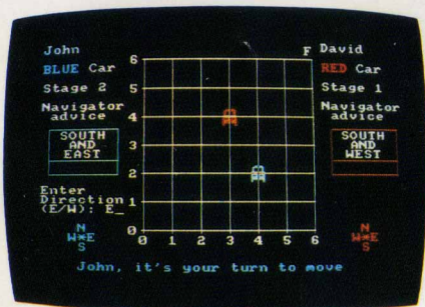 John
BLUE Car
Stage 2
Navigator
advice
SOUTH
AND
EAST
Enter
Direction
(E/W): E_
N
W*E
S
6
5
4
3
2
1
0
0 1 2 3 4 5 6
F
David
RED Car
Stage 1
Navigator
advice
SOUTH
AND
WEST
N
W*E
S
John, it's your turn to move